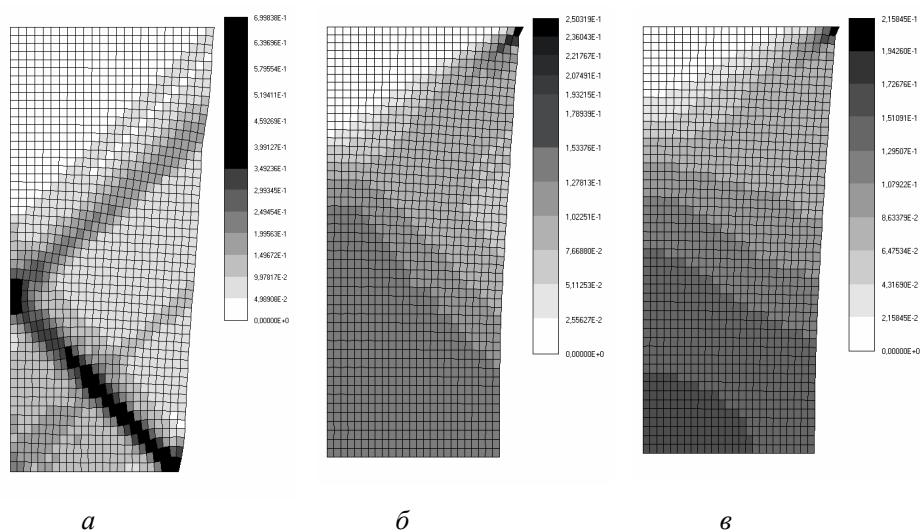 6,99838E-1
6,39696E-1
5,79554E-1
5,19411E-1
4,59269E-1
3,99127E-1
3,49236E-1
2,99345E-1
2,49454E-1
1,99563E-1
1,49672E-1
9,97817E-2
4,98908E-2
0,00000E+0
2,50319E-1
2,36043E-1
2,21767E-1
2,07491E-1
1,93215E-1
1,78939E-1
1,53376E-1
1,27813E-1
1,02251E-1
7,66880E-2
5,11253E-2
2,55627E-2
0,00000E+0
2,15845E-1
1,94260E-1
1,72676E-1
1,51091E-1
1,29507E-1
1,07922E-1
8,63379E-2
6,47534E-2
4,31690E-2
2,15845E-2
0,00000E+0
а
б
в